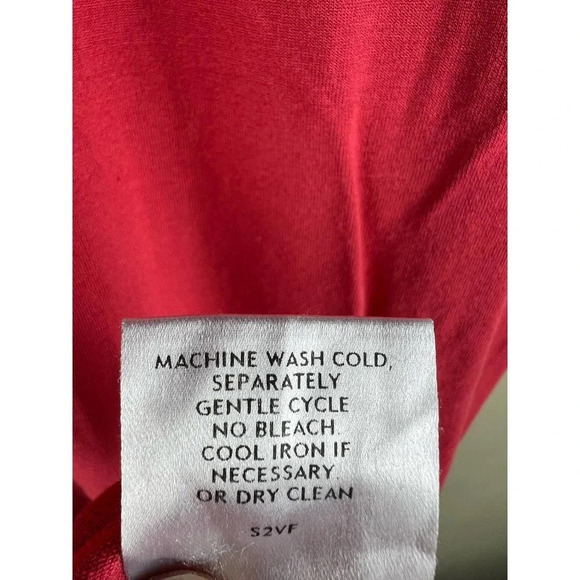 MACHINE WASH COLD,
SEPARATELY
GENTLE CYCLE
NO BLEACH.
COOL IRON IF
NECESSARY
OR DRY CLEAN
S2VF